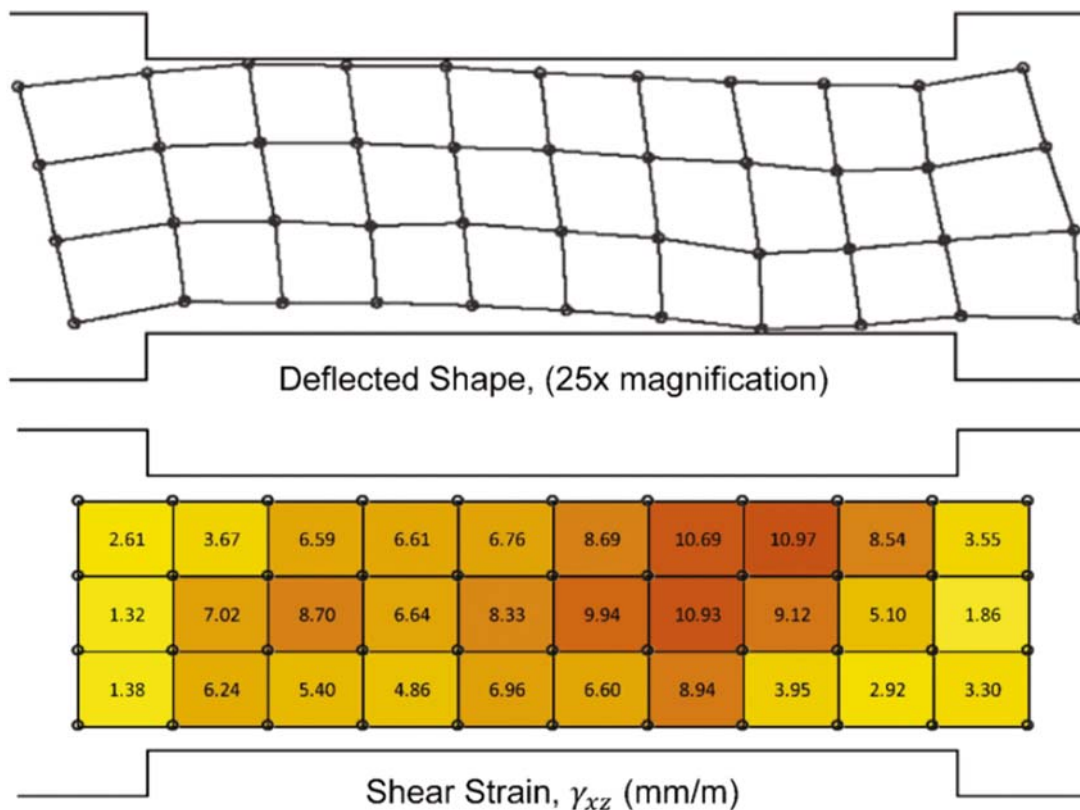 Deflected Shape, (25x magnification)
2.61 3.67 6.59 6.61 6.76 8.69 10.69 10.97 8.54 3.55
1.32 7.02 8.70 6.64 8.33 9.94 10.93 9.12 5.10 1.86
1.38 6.24 5.40 4.86 6.96 6.60 8.94 3.95 2.92 3.30
Shear Strain, γxz (mm/m)